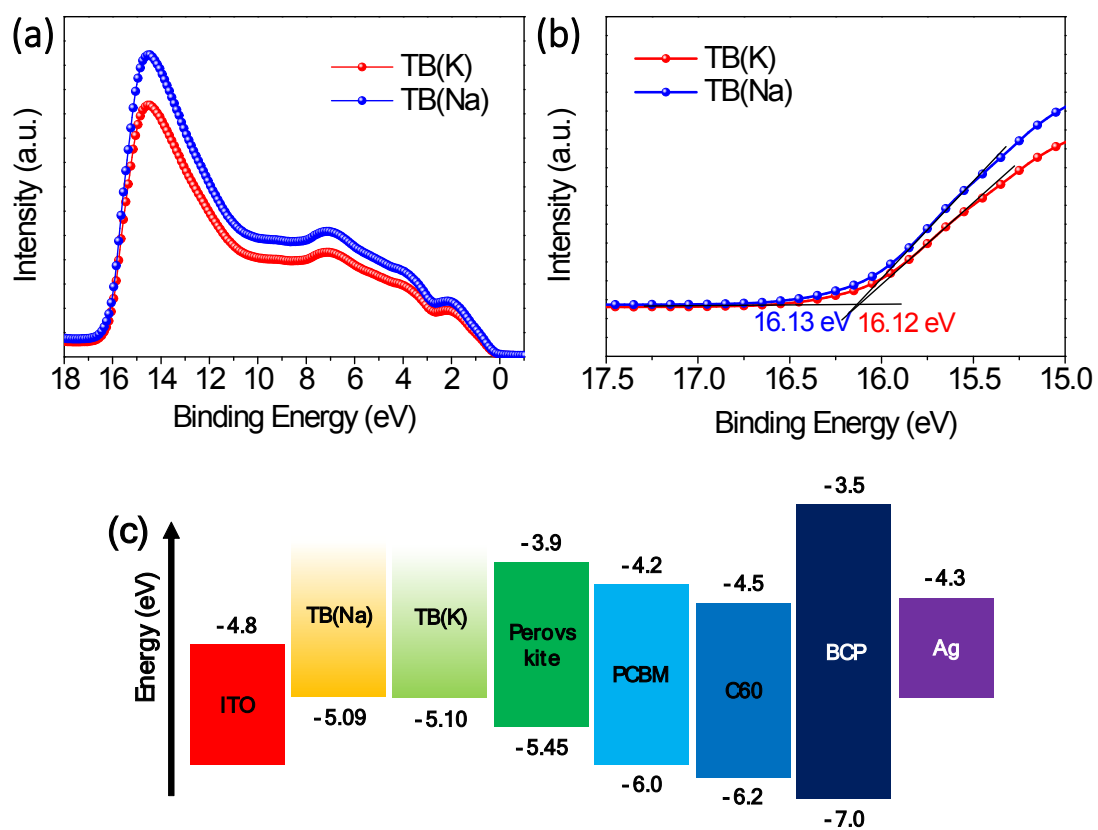 (a)
TB(K)
TB(Na)
Intensity (a.u.)
18 16 14 12 10 8 6 4 2 0
Binding Energy (eV)
(b)
TB(K)
TB(Na)
Intensity (a.u.)
16.13 eV 16.12 eV
17.5 17.0 16.5 16.0 15.5 15.0
Binding Energy (eV)
(c)
Energy (eV)
-4.8
ITO
TB(Na)
-5.09
TB(K)
-5.10
-3.9
Perovs
kite
-5.45
-4.2
PCBM
-6.0
-4.5
C60
-6.2
-3.5
BCP
-7.0
-4.3
Ag